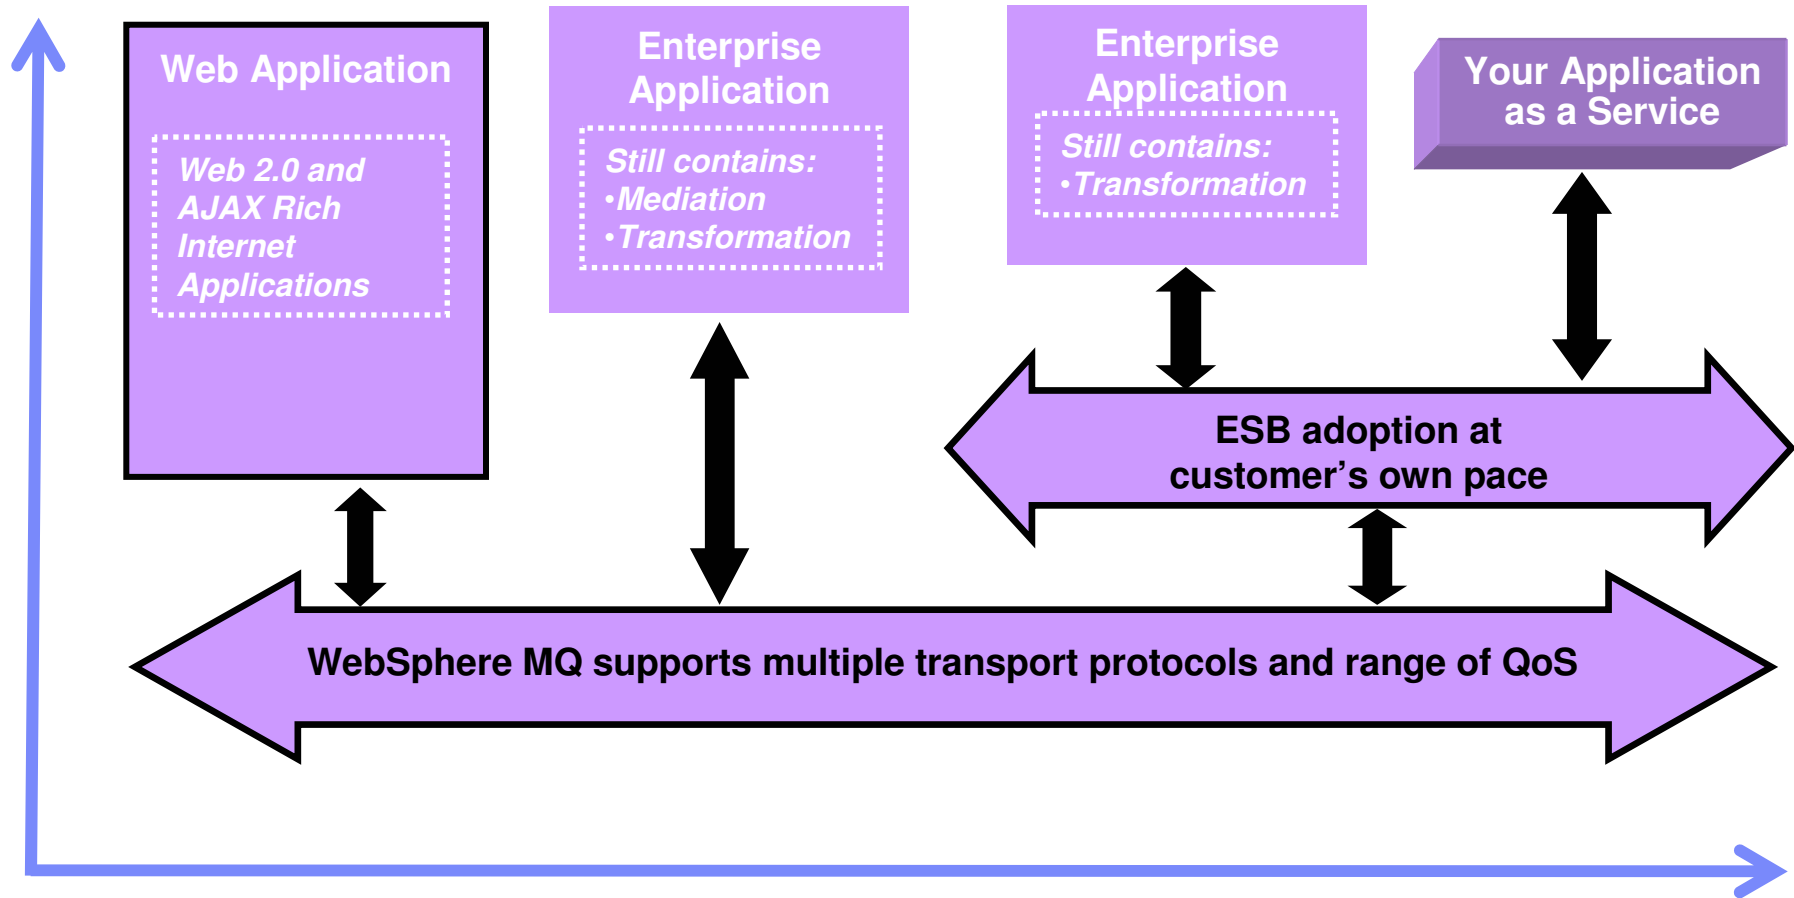 Web Application
Web 2.0 and
AJAX Rich
Internet
Applications
Enterprise
Application
Still contains:
•Mediation
•Transformation
Enterprise
Application
Still contains:
•Transformation
Your Application
as a Service
ESB adoption at
customer’s own pace
WebSphere MQ supports multiple transport protocols and range of QoS